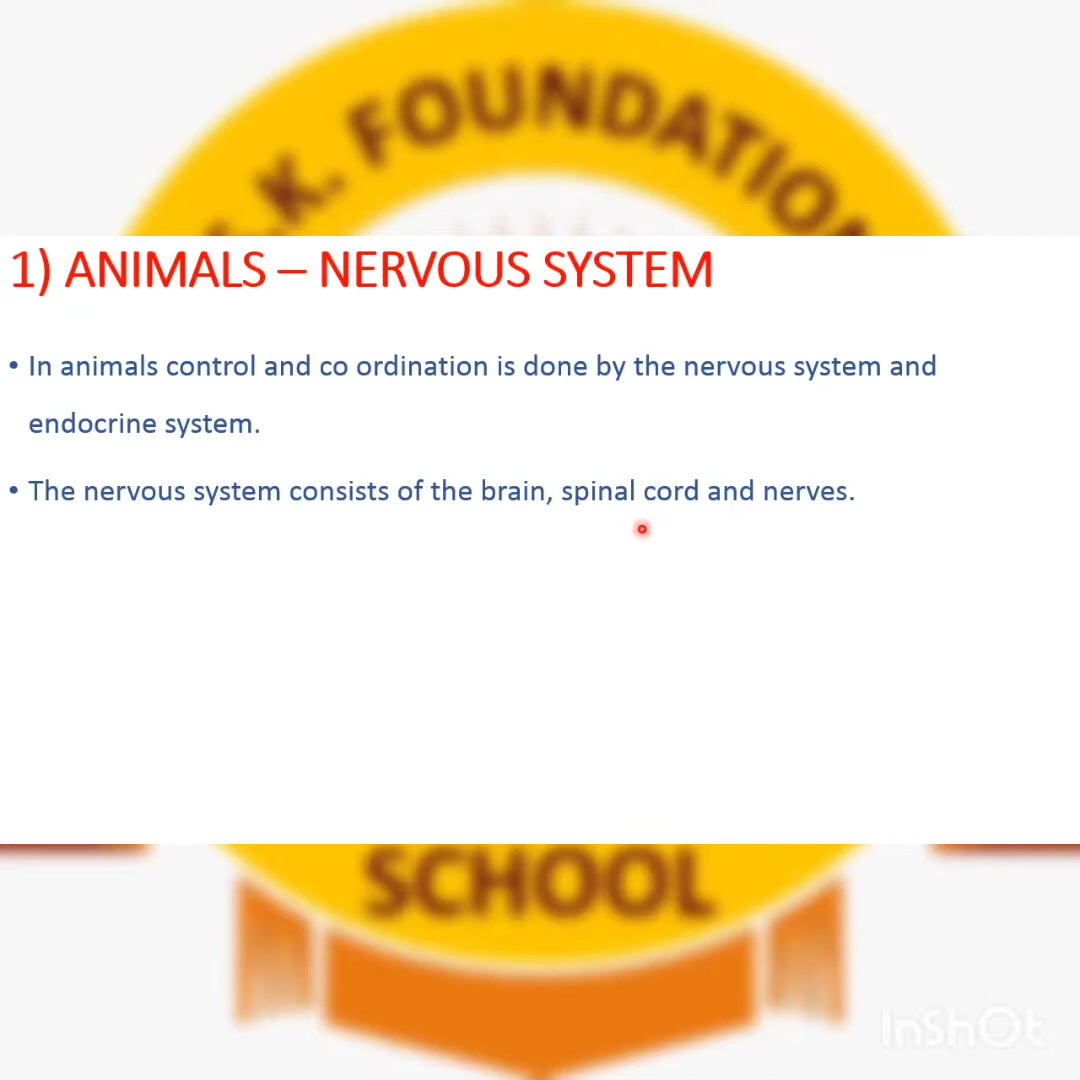 K. FOUNDATION
1) ANIMALS – NERVOUS SYSTEM
• In animals control and co ordination is done by the nervous system and
endocrine system.
• The nervous system consists of the brain, spinal cord and nerves.
SCHOOL
InShOt